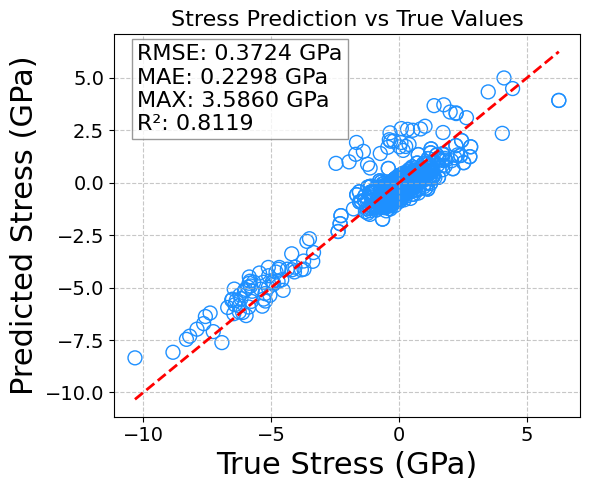 Stress Prediction vs True Values
RMSE: 0.3724 GPa
MAE: 0.2298 GPa
MAX: 3.5860 GPa
R²: 0.8119
Predicted Stress (GPa)
5.0
2.5
0.0
−2.5
−5.0
−7.5
−10.0
−10
−5
0
5
True Stress (GPa)